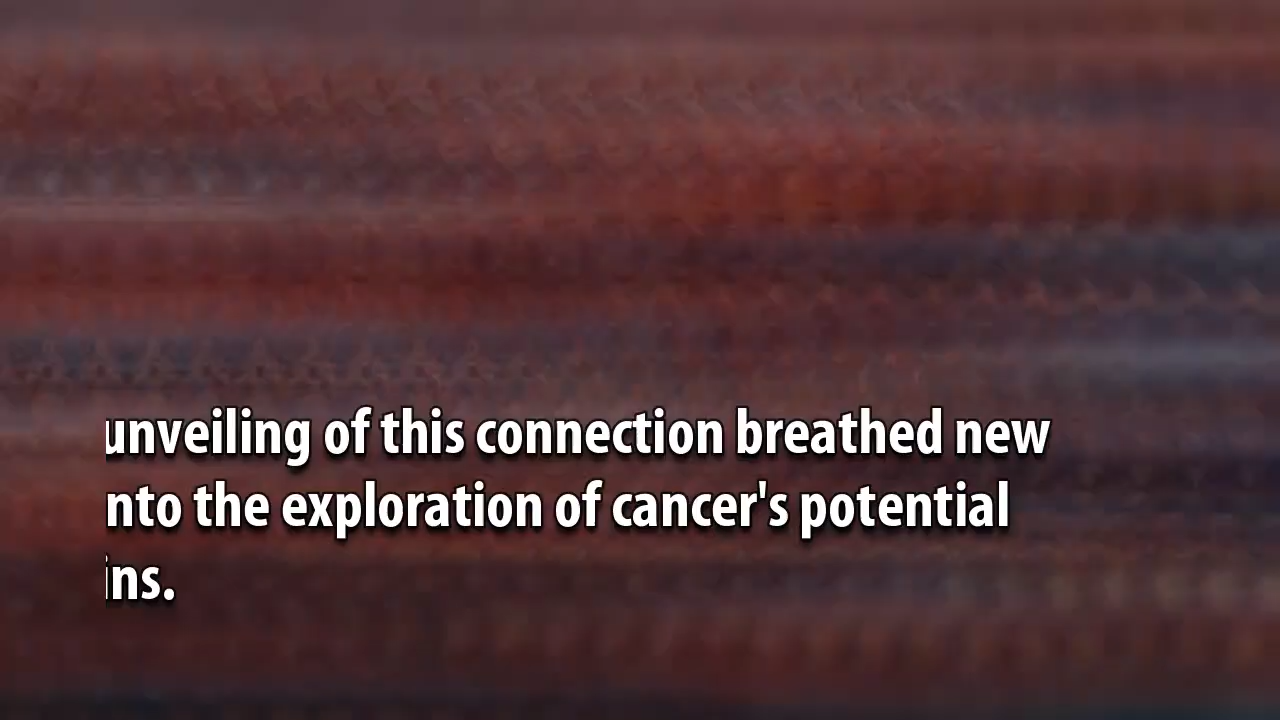 unveiling of this connection breathed new
nto the exploration of cancer's potential
ins.